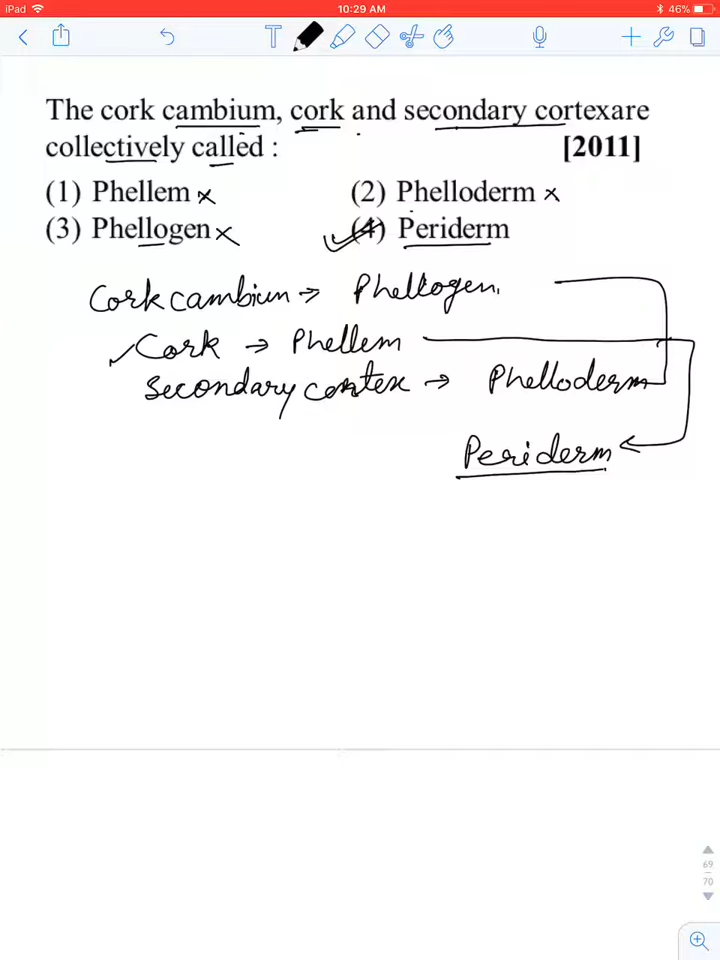 iPad 10:29 AM 46%
The cork cambium, cork and secondary cortexare
collectively called : [2011]
(1) Phellem × (2) Phelloderm ×
(3) Phellogen × (4) Periderm
Cork cambium → Phellogen
Cork → Phellem
Secondary cortex → Phelloderm
Periderm
69
70